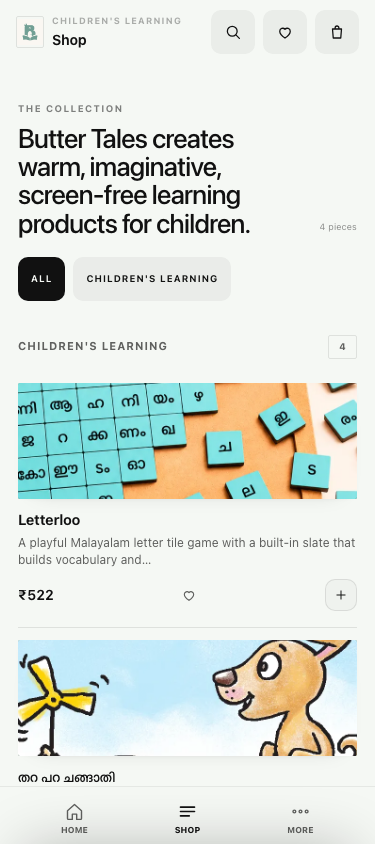 CHILDREN'S LEARNING
Shop
THE COLLECTION
Butter Tales creates
warm, imaginative,
screen-free learning
products for children.
4 pieces
ALL
CHILDREN'S LEARNING
CHILDREN'S LEARNING
4
നി ആ ഹ നി യം ഴ
ജ റ ക്ക ണം ഖ
കോ ഈ ടം ഓ
ച
ഇ
രം
ല
S
Letterloo
A playful Malayalam letter tile game with a built-in slate that
builds vocabulary and...
₹522
തറ പറ ചങ്ങാതി
HOME
SHOP
MORE